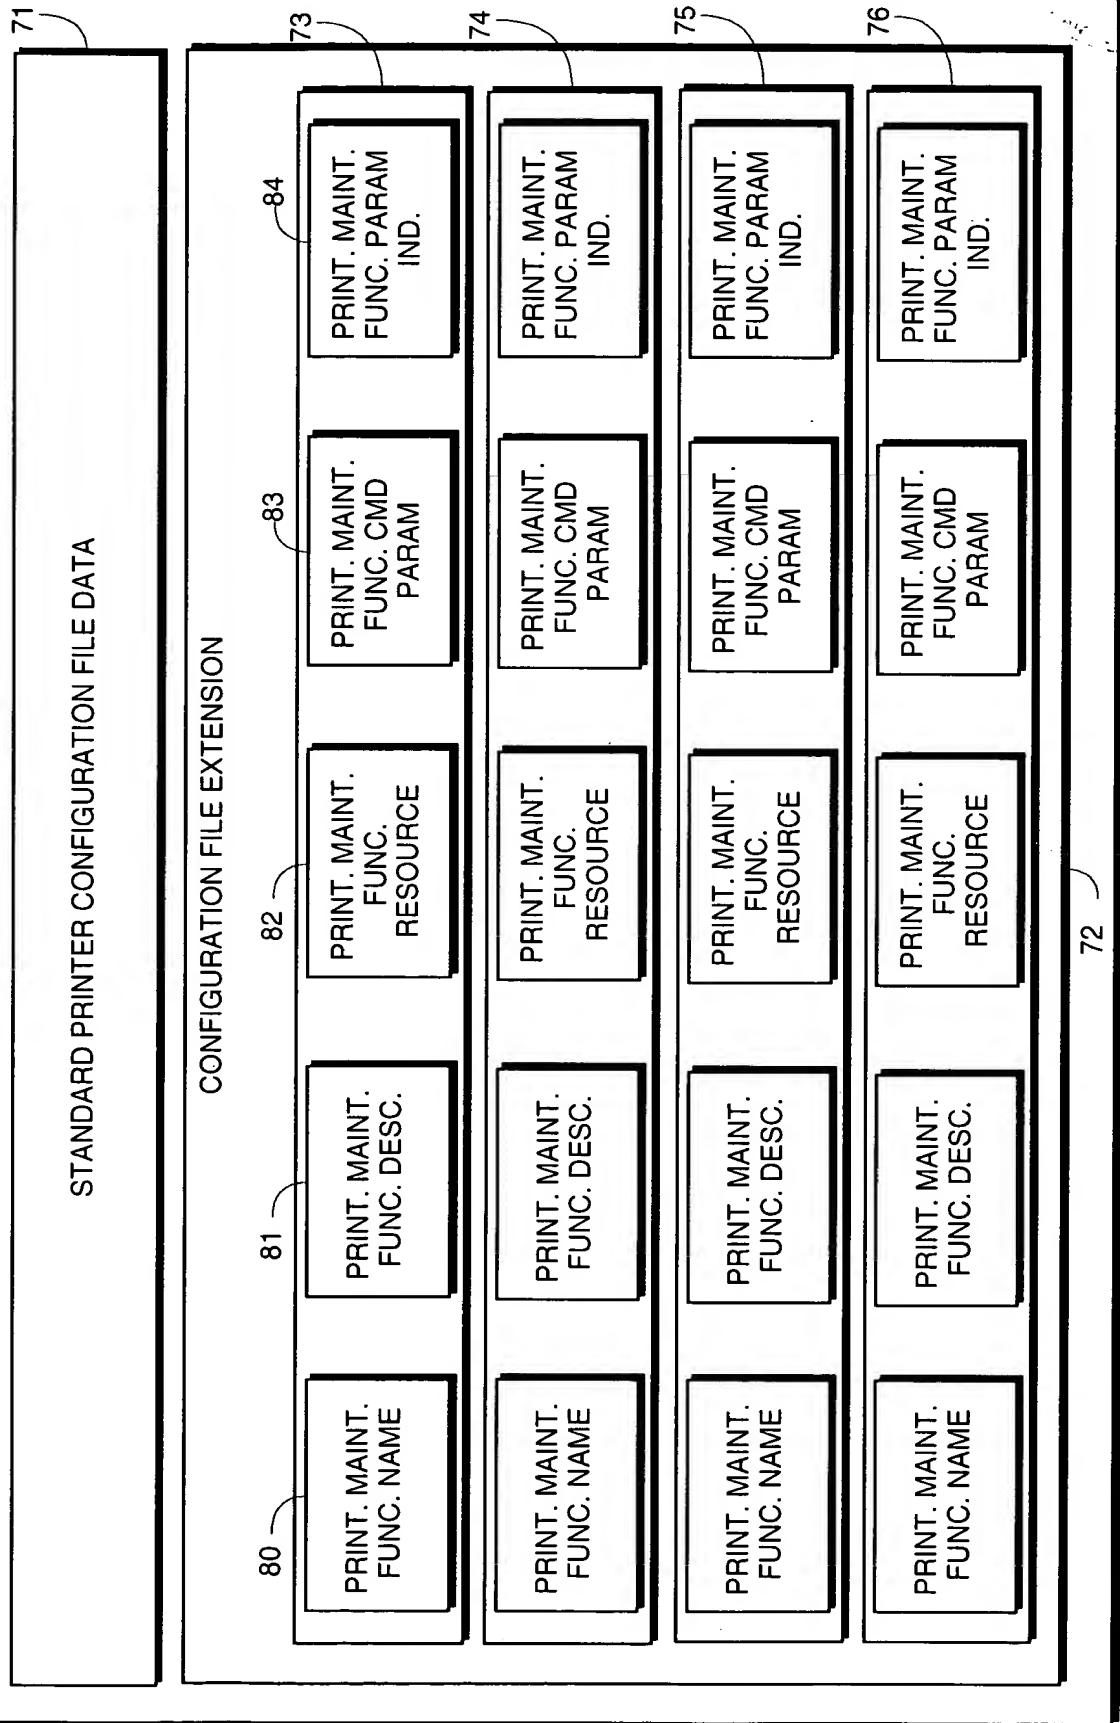 STANDARD PRINTER CONFIGURATION FILE DATA
71
CONFIGURATION FILE EXTENSION
80
81
82
83
84
73
PRINT. MAINT.
FUNC. NAME
PRINT. MAINT.
FUNC. DESC.
PRINT. MAINT.
FUNC.
RESOURCE
PRINT. MAINT.
FUNC. CMD
PARAM
PRINT. MAINT.
FUNC. PARAM
IND.
74
PRINT. MAINT.
FUNC. NAME
PRINT. MAINT.
FUNC. DESC.
PRINT. MAINT.
FUNC.
RESOURCE
PRINT. MAINT.
FUNC. CMD
PARAM
PRINT. MAINT.
FUNC. PARAM
IND.
75
PRINT. MAINT.
FUNC. NAME
PRINT. MAINT.
FUNC. DESC.
PRINT. MAINT.
FUNC.
RESOURCE
PRINT. MAINT.
FUNC. CMD
PARAM
PRINT. MAINT.
FUNC. PARAM
IND.
76
PRINT. MAINT.
FUNC. NAME
PRINT. MAINT.
FUNC. DESC.
PRINT. MAINT.
FUNC.
RESOURCE
PRINT. MAINT.
FUNC. CMD
PARAM
PRINT. MAINT.
FUNC. PARAM
IND.
72